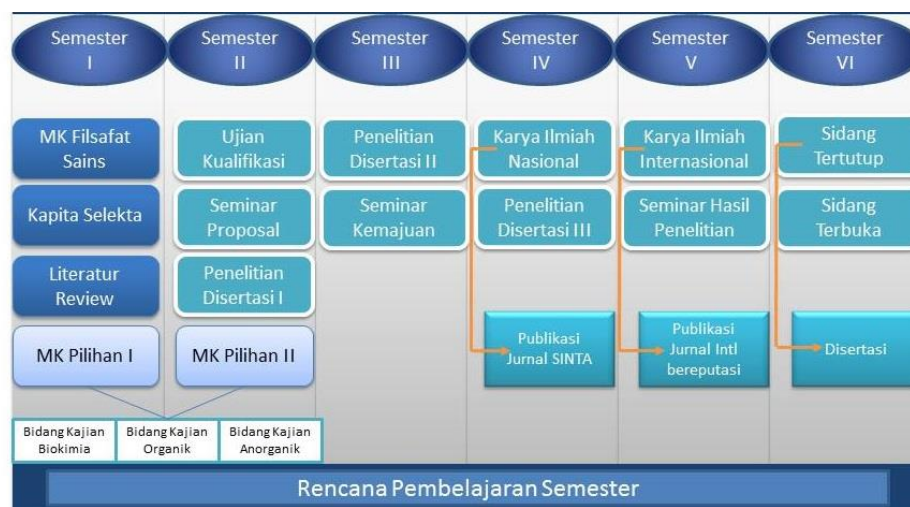 Semester
I
Semester
II
Semester
III
Semester
IV
Semester
V
Semester
VI
MK Filsafat
Sains
Ujian
Kualifikasi
Penelitian
Disertasi II
Karya Ilmiah
Nasional
Karya Ilmiah
Internasional
Sidang
Tertutup
Kapita Selekta
Seminar
Proposal
Seminar
Kemajuan
Penelitian
Disertasi III
Seminar Hasil
Penelitian
Sidang
Terbuka
Literatur
Review
Penelitian
Disertasi I
MK Pilihan I
MK Pilihan II
Publikasi
Jurnal SINTA
Publikasi
Jurnal Intl
bereputasi
Disertasi
Bidang Kajian
Biokimia
Bidang Kajian
Organik
Bidang Kajian
Anorganik
Rencana Pembelajaran Semester